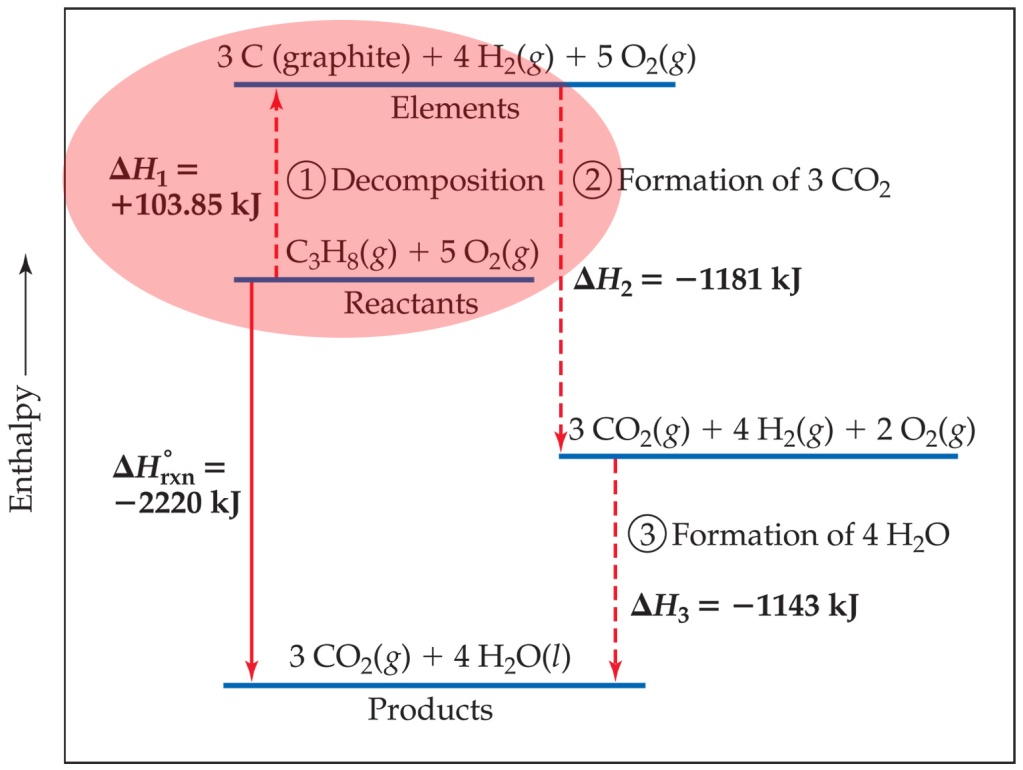 3 C (graphite) + 4 H₂(g) + 5 O₂(g)
Elements
ΔH₁ =
+103.85 kJ
① Decomposition
② Formation of 3 CO₂
C₃H₈(g) + 5 O₂(g)
Reactants
ΔH₂ = −1181 kJ
Enthalpy
3 CO₂(g) + 4 H₂(g) + 2 O₂(g)
ΔH°rxn =
−2220 kJ
③ Formation of 4 H₂O
ΔH₃ = −1143 kJ
3 CO₂(g) + 4 H₂O(l)
Products